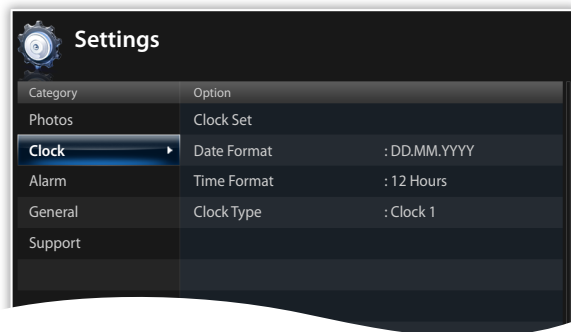 Settings
Category Option
Photos Clock Set
Clock Date Format : DD.MM.YYYY
Alarm Time Format : 12 Hours
General Clock Type : Clock 1
Support